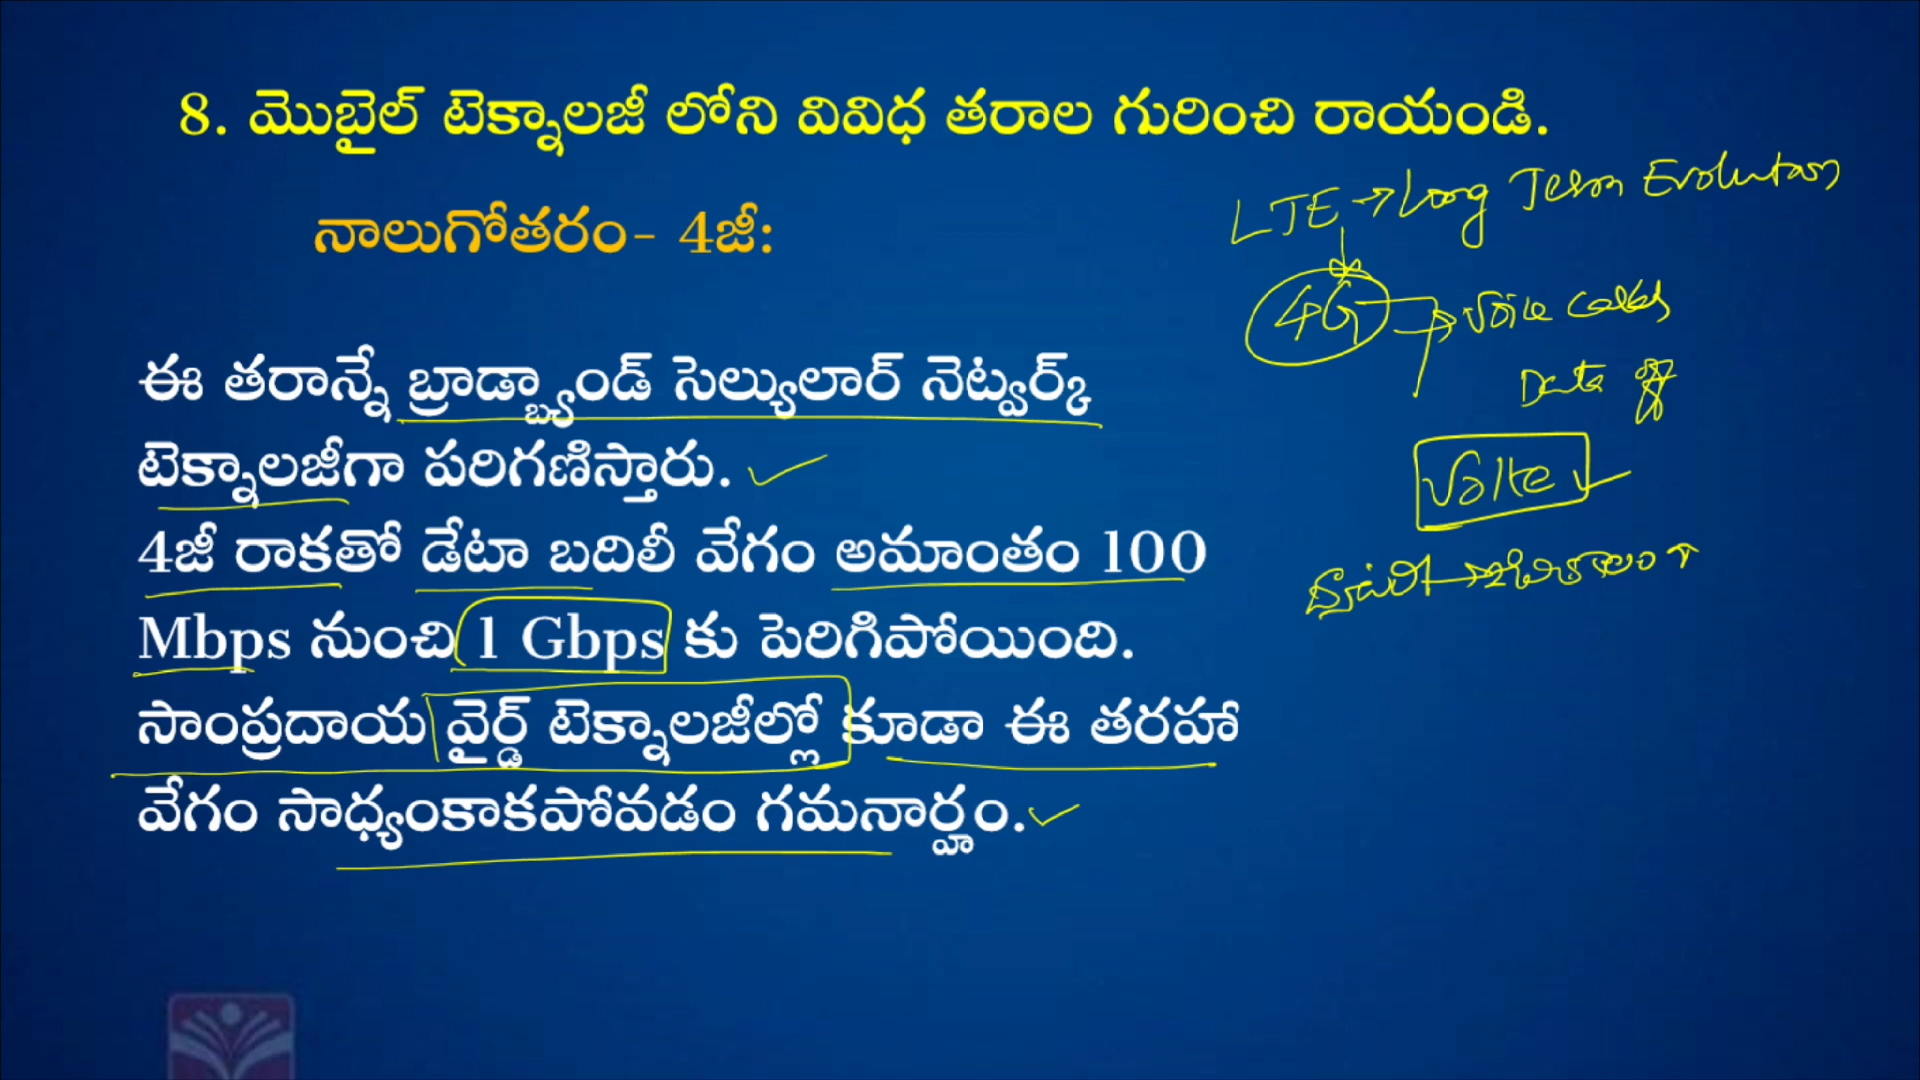 8. మొబైల్ టెక్నాలజీ లోని వివిధ తరాల గురించి రాయండి.
నాలుగోతరం- 4జీ:
ఈ తరాన్నే బ్రాడ్బ్యాండ్ సెల్యులార్ నెట్వర్క్
టెక్నాలజీగా పరిగణిస్తారు.
4జీ రాకతో డేటా బదిలీ వేగం అమాంతం 100
Mbps నుంచి 1 Gbps కు పెరిగిపోయింది.
సాంప్రదాయ వైర్డ్ టెక్నాలజీల్లో కూడా ఈ తరహా
వేగం సాధ్యంకాకపోవడం గమనార్హం.
LTE → Long Term Evolution
4G
Voice calls
Data off
Volte